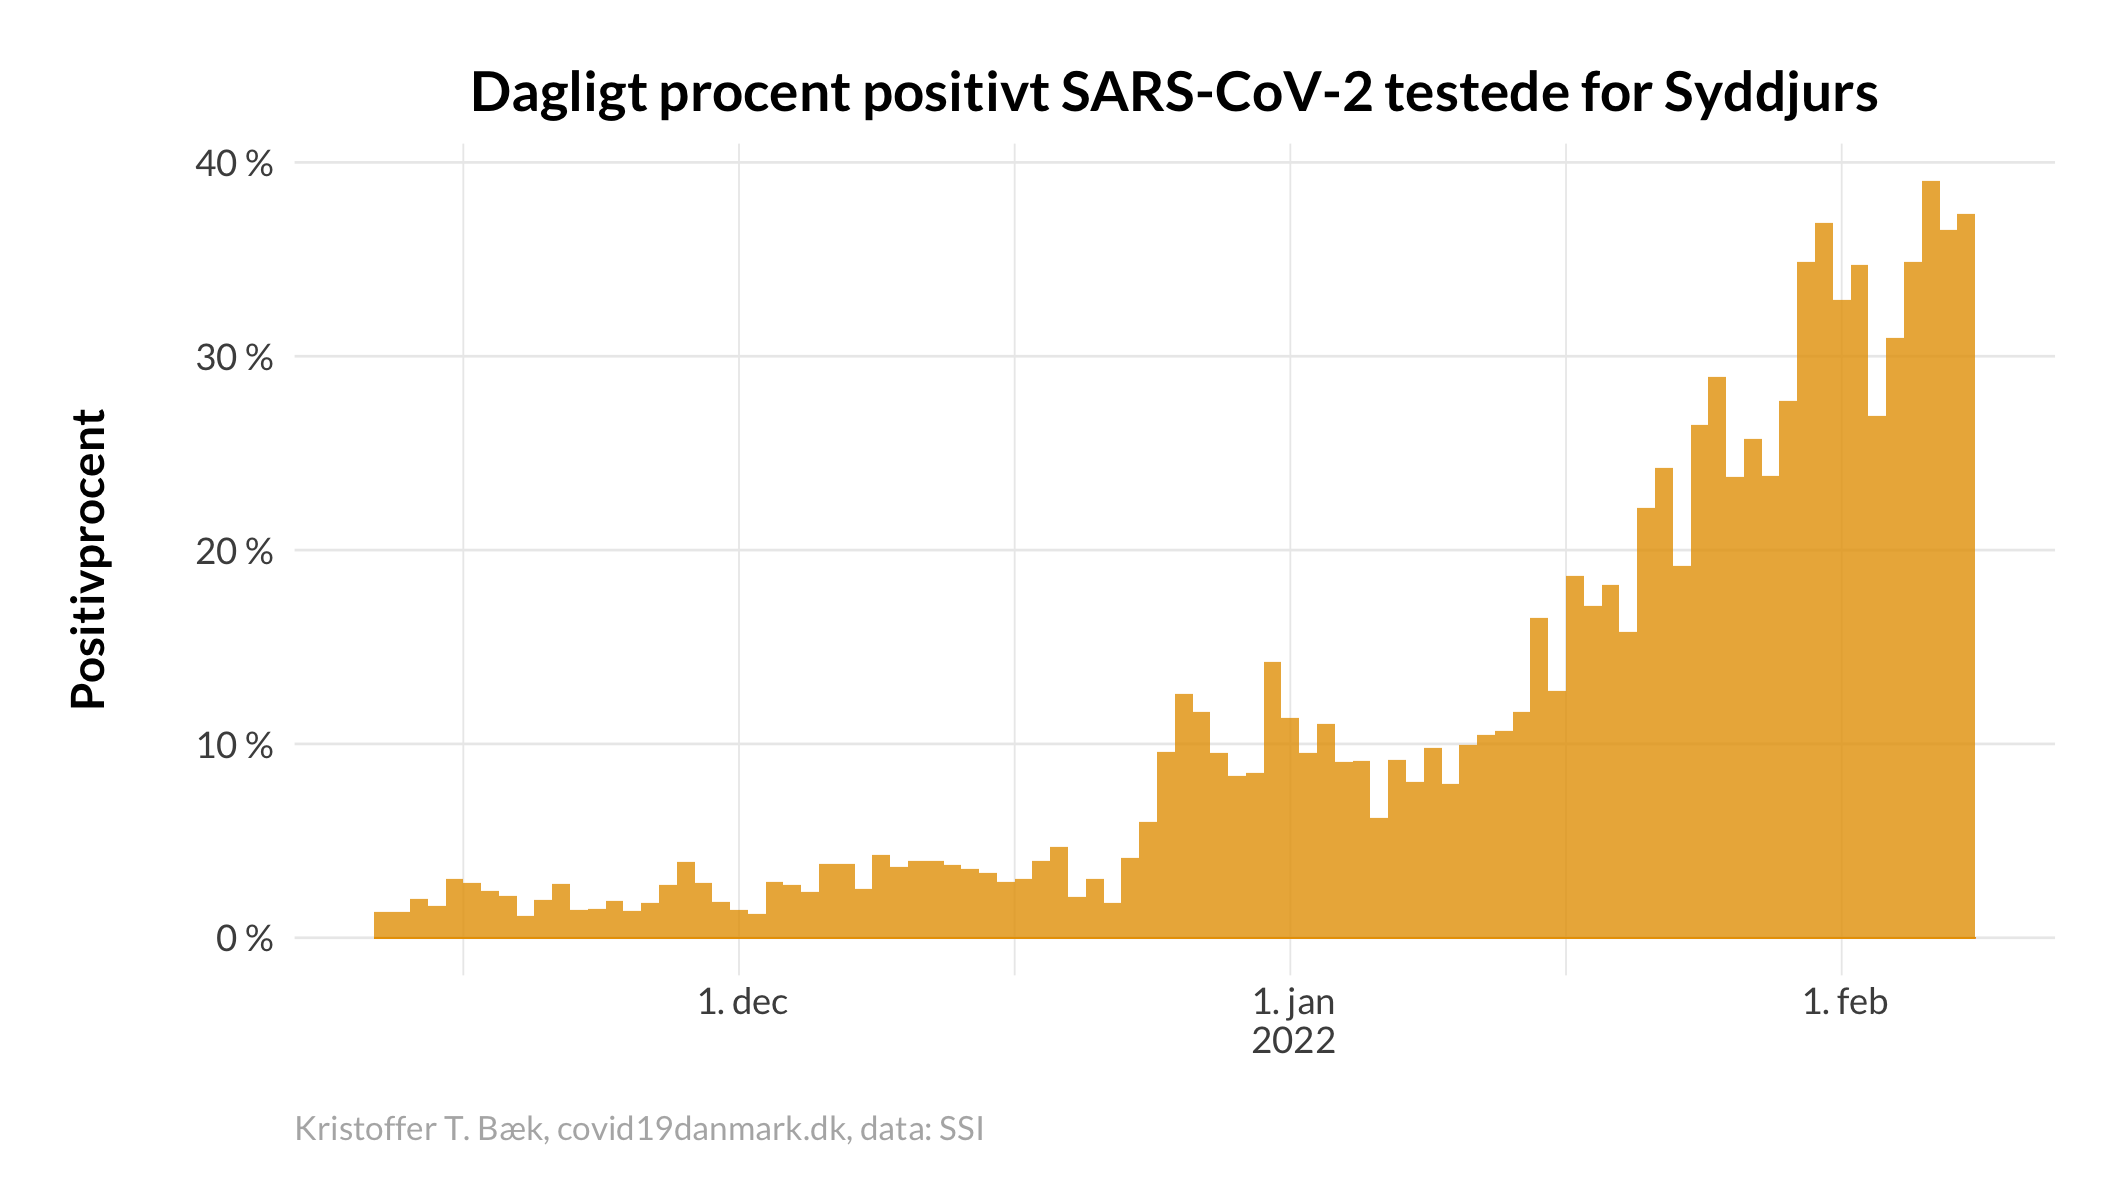 Dagligt procent positivt SARS-CoV-2 testede for Syddjurs
Positivprocent
40 %
30 %
20 %
10 %
0 %
1. dec
1. jan
2022
1. feb
Kristoffer T. Bæk, covid19danmark.dk, data: SSI